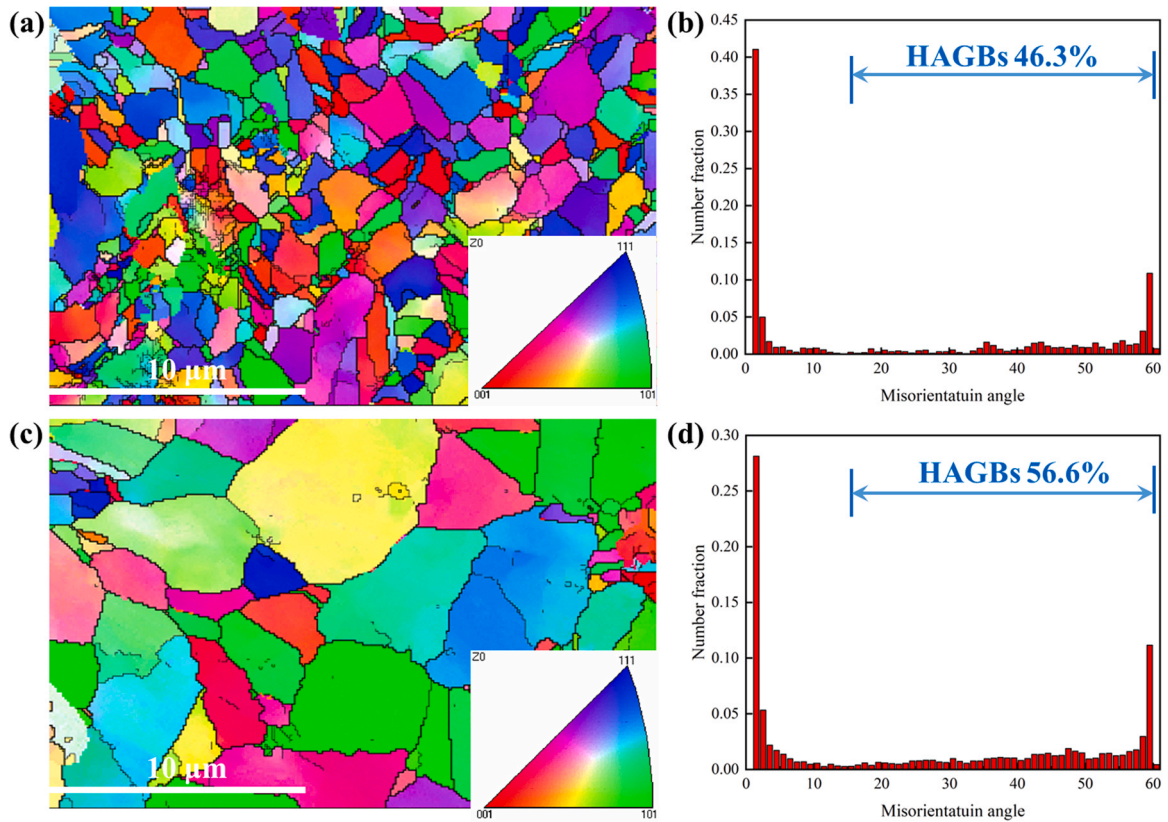 (a)
10 μm
Z0
111
001
101
(b)
HAGBs 46.3%
Number fraction
0.45
0.40
0.35
0.30
0.25
0.20
0.15
0.10
0.05
0.00
0 10 20 30 40 50 60
Misorientatuin angle
(c)
10 μm
Z0
111
001
101
(d)
HAGBs 56.6%
Number fraction
0.30
0.25
0.20
0.15
0.10
0.05
0.00
0 10 20 30 40 50 60
Misorientatuin angle